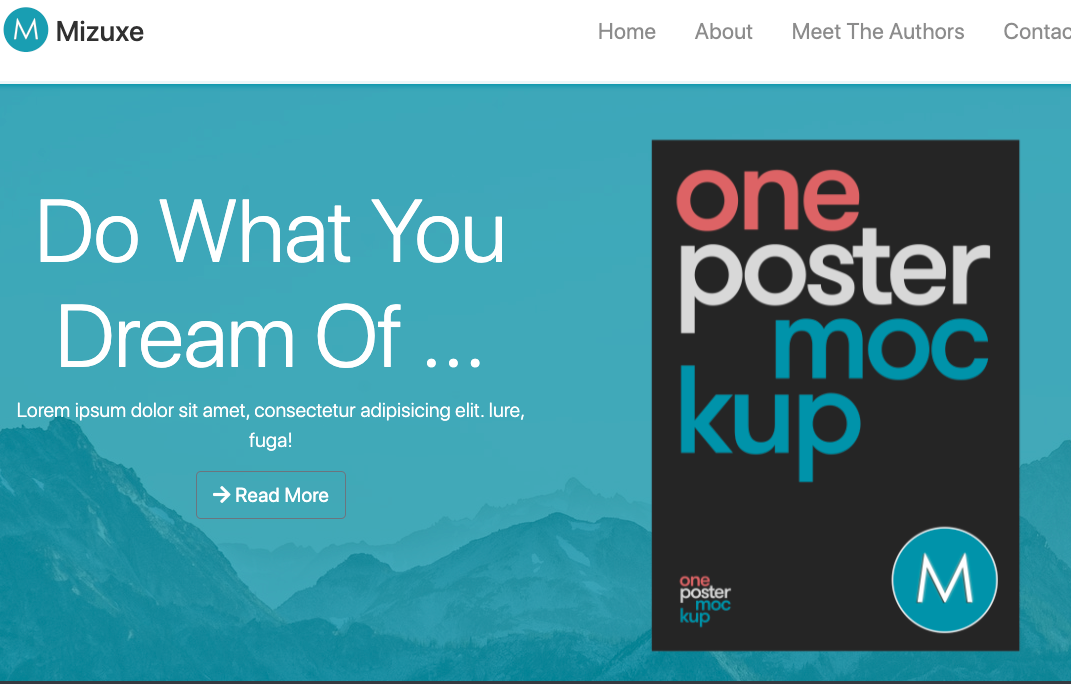 M Mizuxe
Home About Meet The Authors Contac
Do What You
Dream Of ...
Lorem ipsum dolor sit amet, consectetur adipisicing elit. Iure,
fuga!
Read More
one
poster
moc
kup
one
poster
moc
kup
M